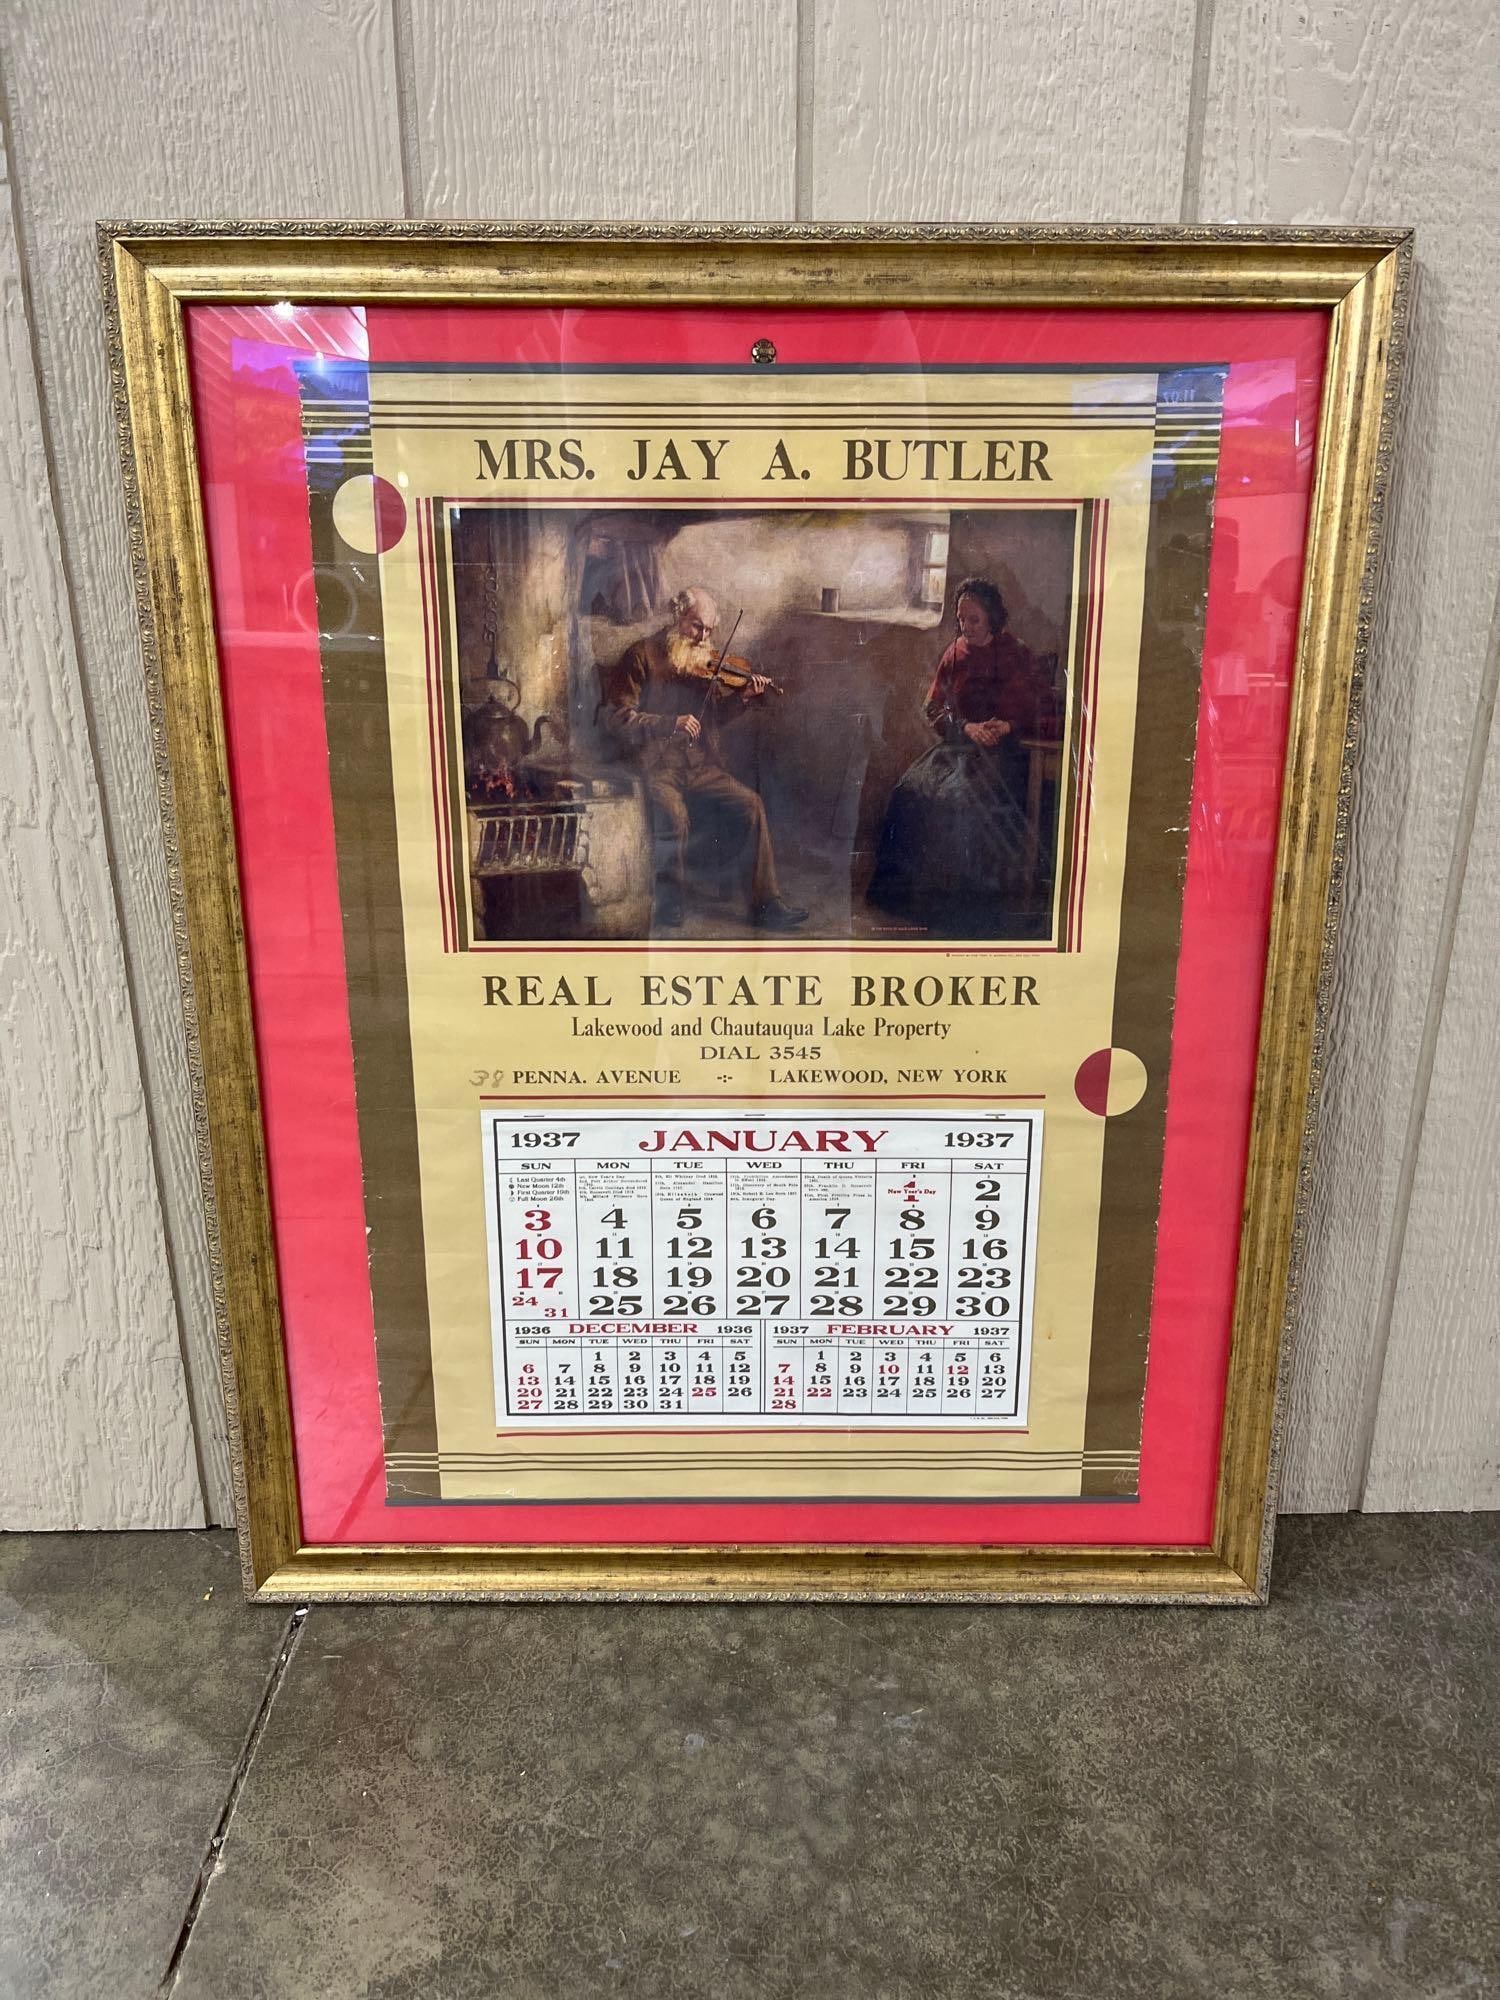 MRS. JAY A. BUTLER
REAL ESTATE BROKER
Lakewood and Chautauqua Lake Property
DIAL 3545
38 PENNA. AVENUE -:- LAKEWOOD, NEW YORK
1937 JANUARY 1937
SUN MON TUE WED THU FRI SAT
Last Quarter 4th
New Moon 12th
First Quarter 19th
Full Moon 26th
1 New Year's Day 2
3 4 5 6 7 8 9
10 11 12 13 14 15 16
17 18 19 20 21 22 23
24 31 25 26 27 28 29 30
1936 DECEMBER 1936
SUN MON TUE WED THU FRI SAT
1 2 3 4 5
6 7 8 9 10 11 12
13 14 15 16 17 18 19
20 21 22 23 24 25 26
27 28 29 30 31
1937 FEBRUARY 1937
SUN MON TUE WED THU FRI SAT
1 2 3 4 5 6
7 8 9 10 11 12 13
14 15 16 17 18 19 20
21 22 23 24 25 26 27
28